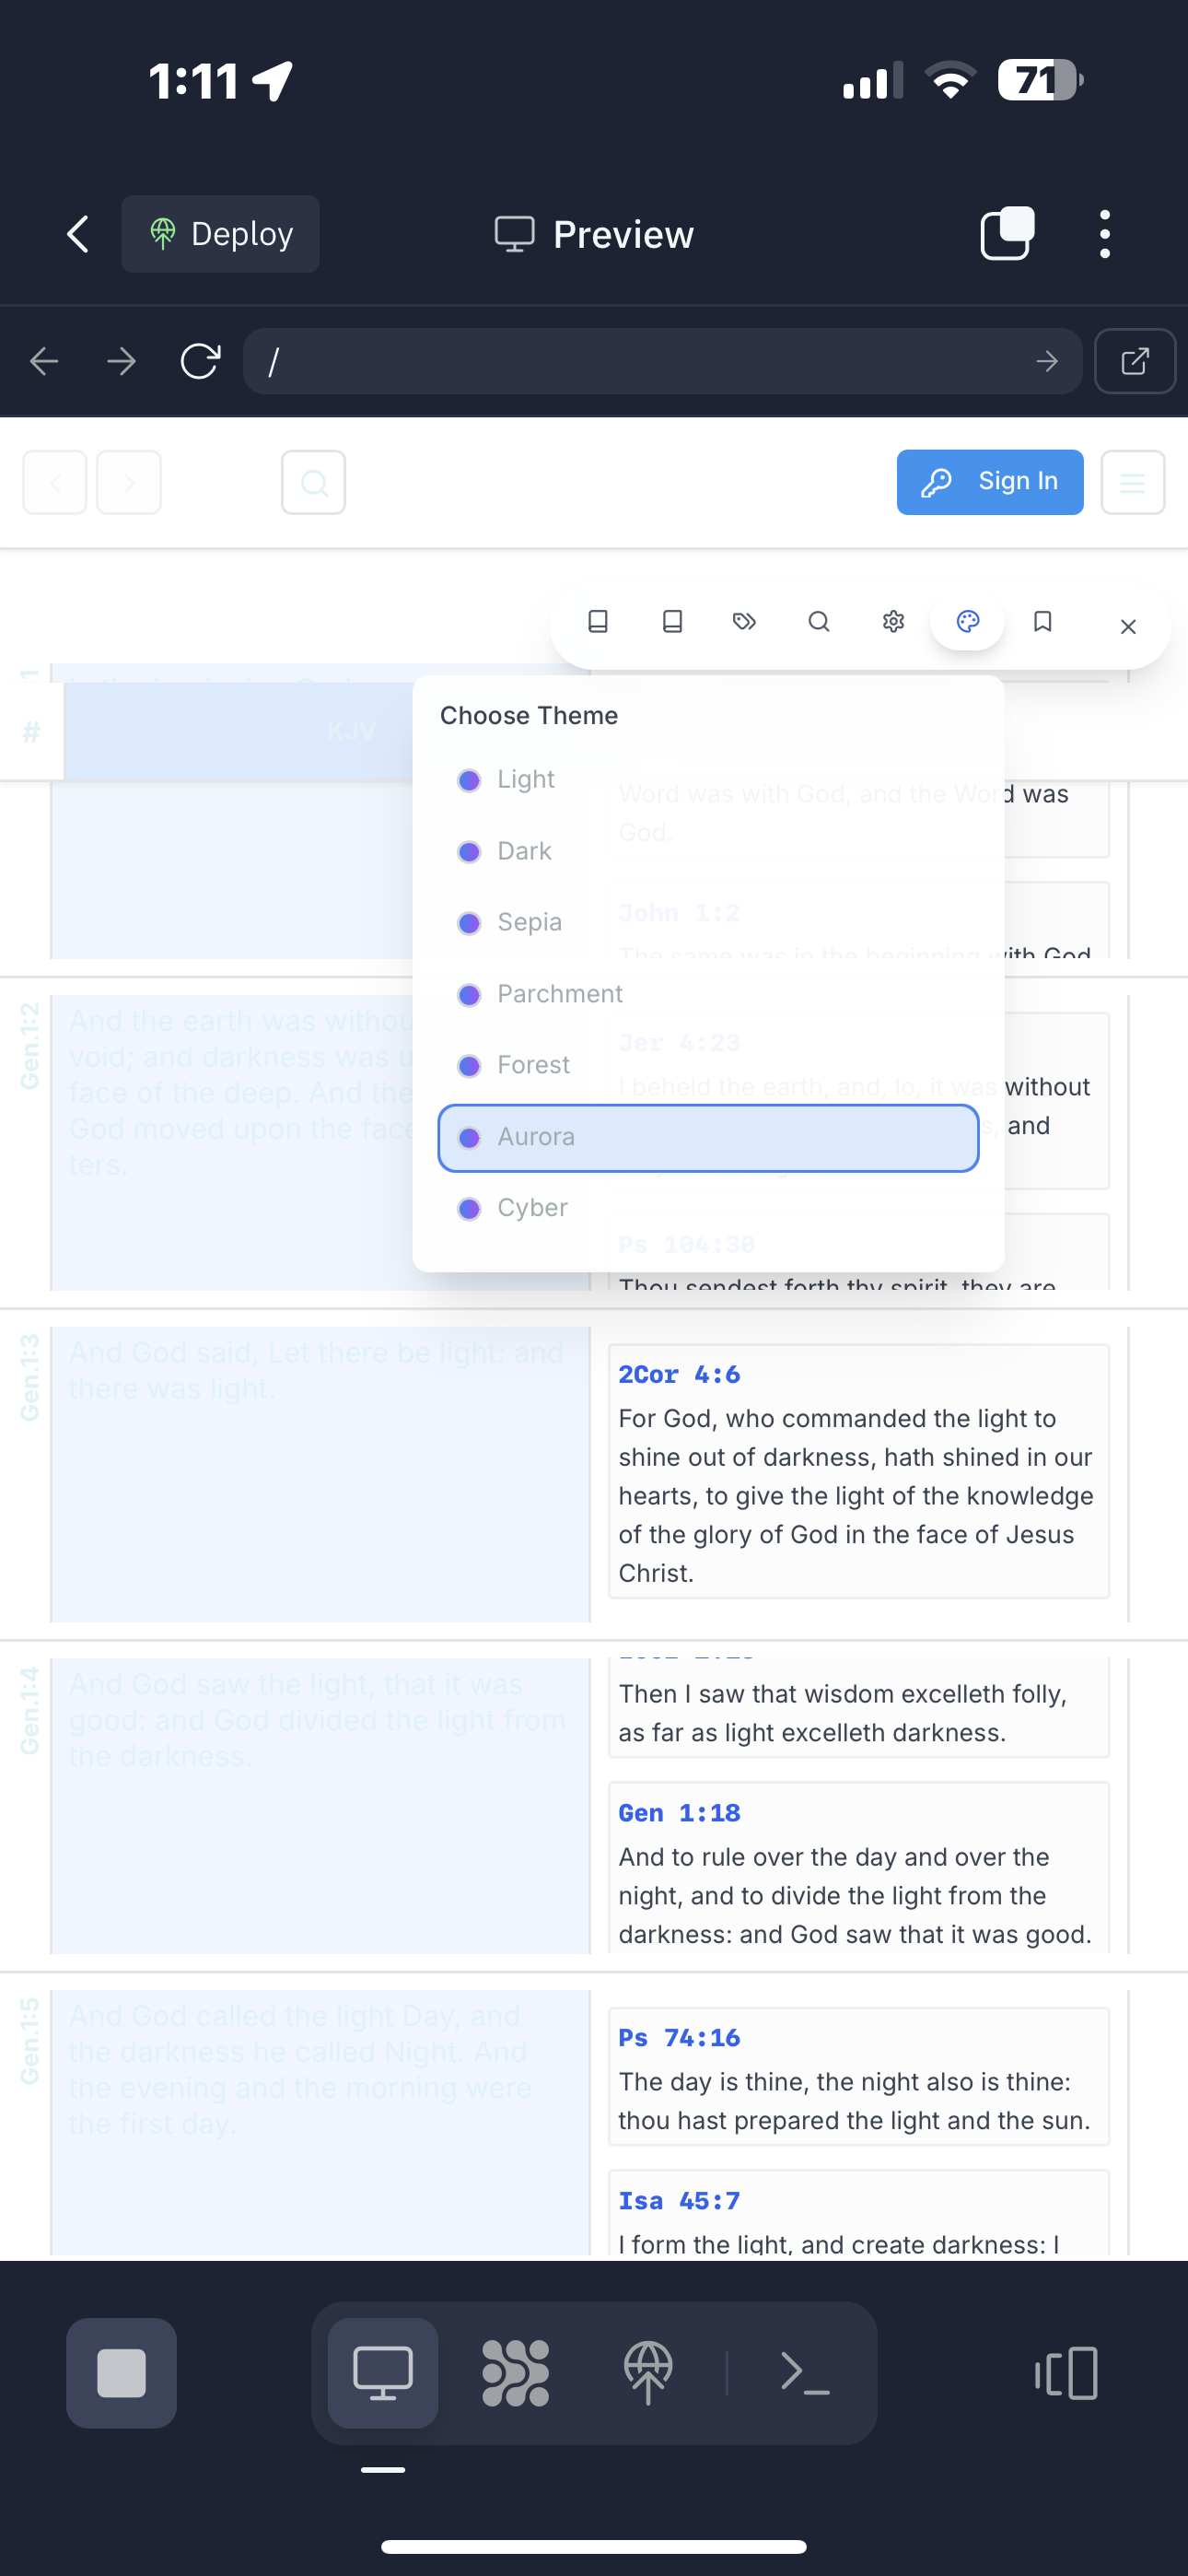 1:11
71
Deploy
Preview
/
Sign In
#
KJV
Choose Theme
Light
Dark
Sepia
Parchment
Forest
Aurora
Cyber
Word was with God, and the Word was
God.
John 1:2
The same was in the beginning with God
Gen.1:2
And the earth was withou
void; and darkness was u
face of the deep. And the
God moved upon the face
ters.
Jer 4:23
I beheld the earth, and, lo, it was without
s, and
Ps 104:30
Thou sendest forth thy spirit, they are
Gen.1:3
And God said, Let there be light: and
there was light.
2Cor 4:6
For God, who commanded the light to
shine out of darkness, hath shined in our
hearts, to give the light of the knowledge
of the glory of God in the face of Jesus
Christ.
Gen.1:4
And God saw the light, that it was
good: and God divided the light from
the darkness.
Then I saw that wisdom excelleth folly,
as far as light excelleth darkness.
Gen 1:18
And to rule over the day and over the
night, and to divide the light from the
darkness: and God saw that it was good.
Gen.1:5
And God called the light Day, and
the darkness he called Night. And
the evening and the morning were
the first day.
Ps 74:16
The day is thine, the night also is thine:
thou hast prepared the light and the sun.
Isa 45:7
I form the light, and create darkness: I